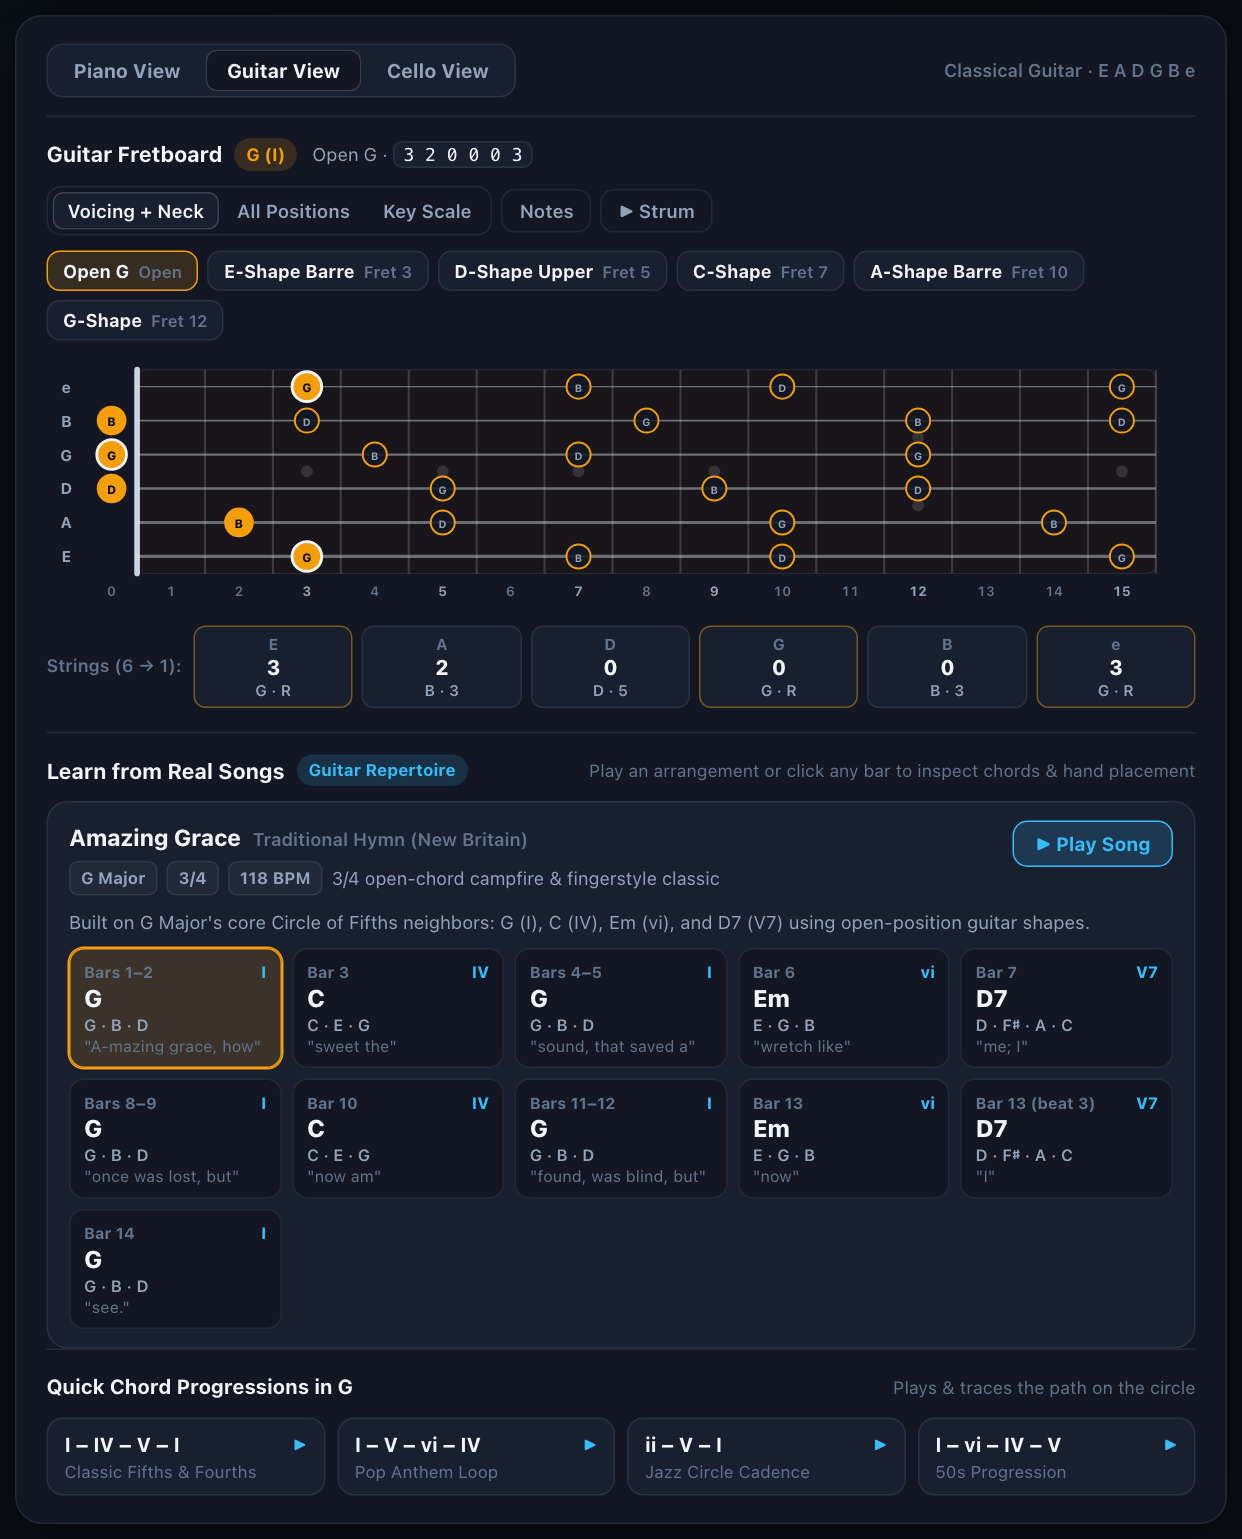 Piano View Guitar View Cello View Classical Guitar · E A D G B e
Guitar Fretboard G (I) Open G · 3 2 0 0 0 3
Voicing + Neck All Positions Key Scale Notes ▶ Strum
Open G Open E-Shape Barre Fret 3 D-Shape Upper Fret 5 C-Shape Fret 7 A-Shape Barre Fret 10
G-Shape Fret 12
e G B D G
B B D G B D
G G B D G
D D G B D
A B D G B
E G B D G
0 1 2 3 4 5 6 7 8 9 10 11 12 13 14 15
E A D G B e
Strings (6 → 1): 3 2 0 0 0 3
G · R B · 3 D · 5 G · R B · 3 G · R
Learn from Real Songs Guitar Repertoire Play an arrangement or click any bar to inspect chords & hand placement
Amazing Grace Traditional Hymn (New Britain) ▶ Play Song
G Major 3/4 118 BPM 3/4 open-chord campfire & fingerstyle classic
Built on G Major's core Circle of Fifths neighbors: G (I), C (IV), Em (vi), and D7 (V7) using open-position guitar shapes.
Bars 1–2 I Bar 3 IV Bars 4–5 I Bar 6 vi Bar 7 V7
G C G Em D7
G · B · D C · E · G G · B · D E · G · B D · F♯ · A · C
"A-mazing grace, how" "sweet the" "sound, that saved a" "wretch like" "me; I"
Bars 8–9 I Bar 10 IV Bars 11–12 I Bar 13 vi Bar 13 (beat 3) V7
G C G Em D7
G · B · D C · E · G G · B · D E · G · B D · F♯ · A · C
"once was lost, but" "now am" "found, was blind, but" "now" "I"
Bar 14 I
G
G · B · D
"see."
Quick Chord Progressions in G Plays & traces the path on the circle
I – IV – V – I ▶ I – V – vi – IV ▶ ii – V – I ▶ I – vi – IV – V ▶
Classic Fifths & Fourths Pop Anthem Loop Jazz Circle Cadence 50s Progression